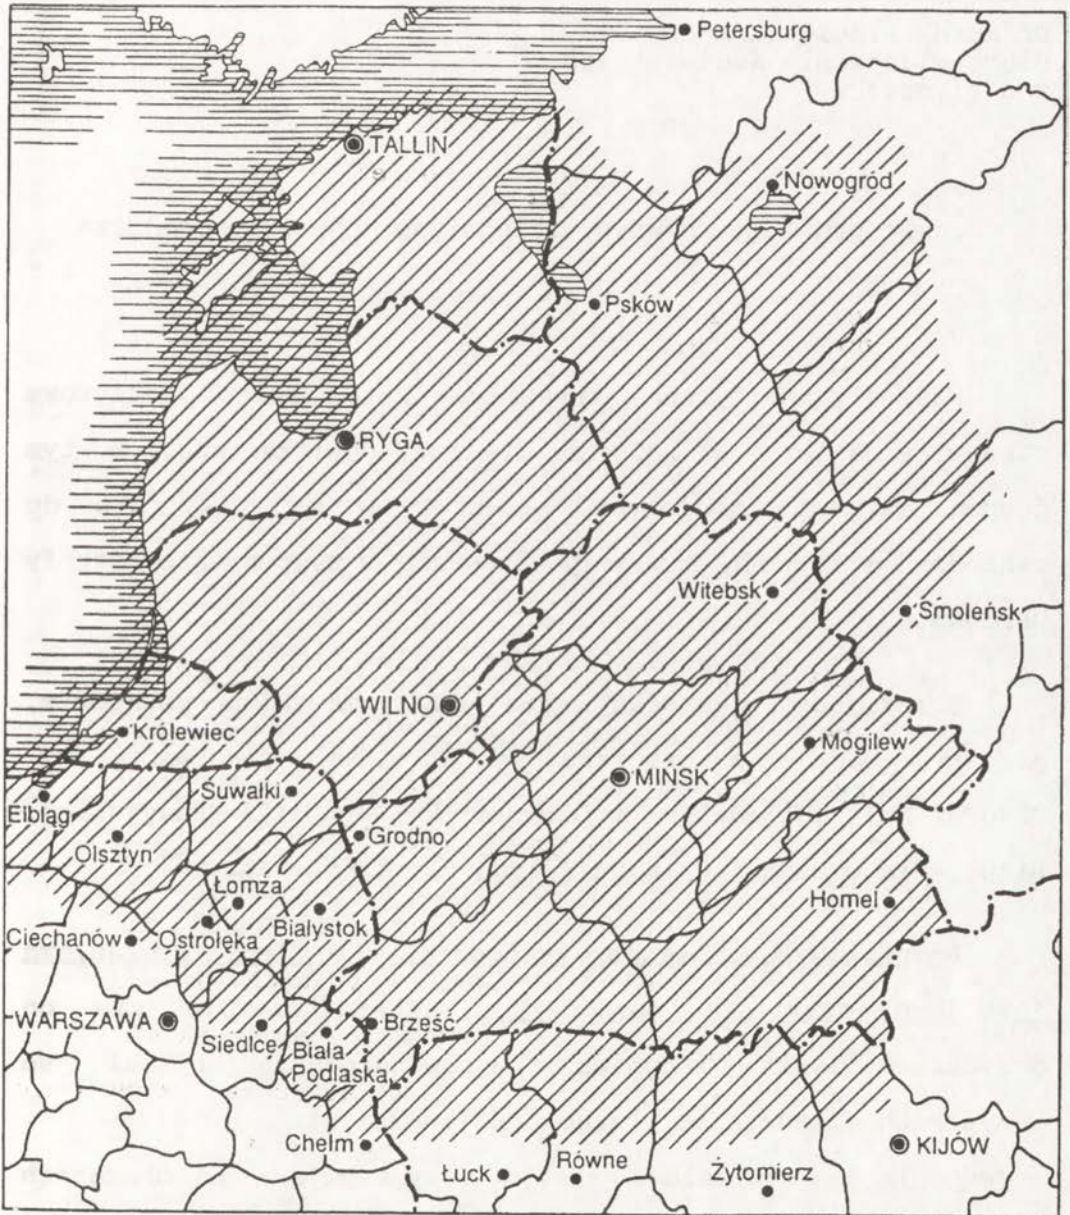 Petersburg
TALLIN
Nowogród
Psków
RYGA
Witebsk
Smoleńsk
WILNO
Królewiec
Mogilew
MIŃSK
Suwałki
Elbląg
Grodno
Olsztyn
Łomża
Homel
Ciechanów
Ostrołęka
Białystok
WARSZAWA
Brześć
Siedlce
Biała
Podlaska
Chełm
KIJÓW
Łuck
Równe
Żytomierz